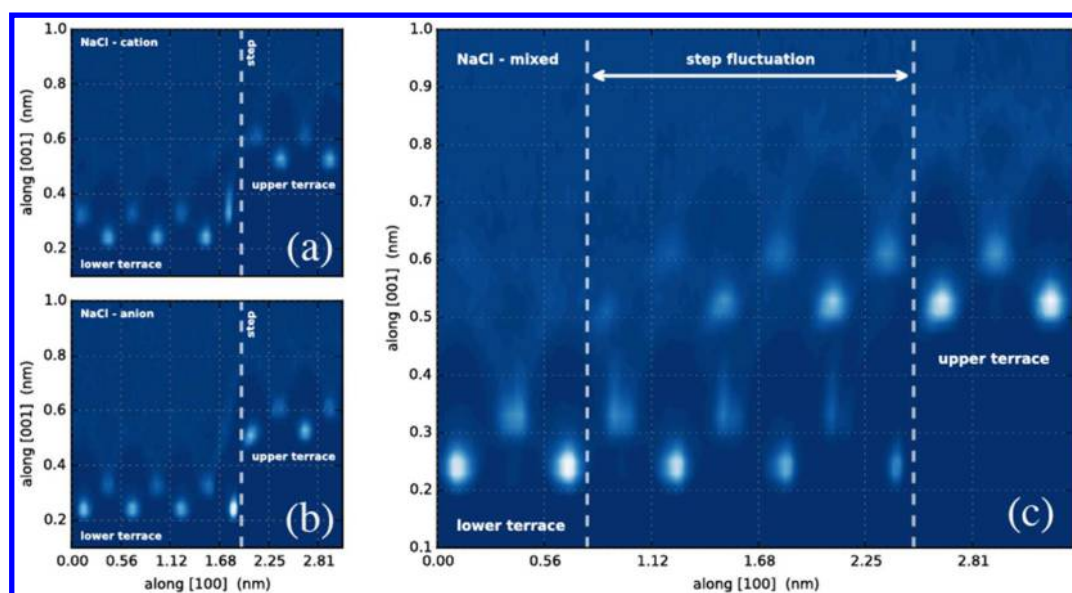 1.0
NaCl - cation
step
0.8
along [001] (nm)
0.6
upper terrace
0.4
0.2
lower terrace
(a)
1.0
NaCl - anion
step
0.8
along [001] (nm)
0.6
upper terrace
0.4
0.2
lower terrace
(b)
0.00 0.56 1.12 1.68 2.25 2.81
along [100] (nm)
1.0
NaCl - mixed
step fluctuation
0.9
0.8
0.7
along [001] (nm)
0.6
0.5
upper terrace
0.4
0.3
0.2
lower terrace
(c)
0.1
0.00 0.56 1.12 1.68 2.25 2.81
along [100] (nm)